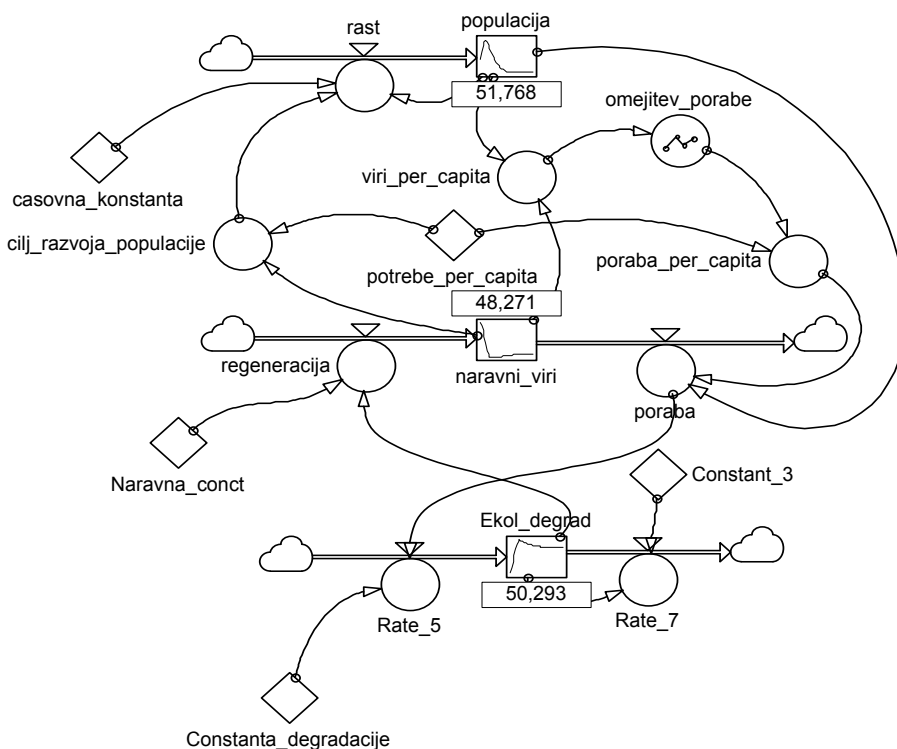 populacija
rast
51,768
omejitev_porabe
viri_per_capita
casovna_konstanta
cilj_razvoja_populacije
poraba_per_capita
potrebe_per_capita
48,271
regeneracija
naravni_viri
poraba
Naravna_conct
Constant_3
Ekol_degrad
50,293
Rate_5
Rate_7
Constanta_degradacije